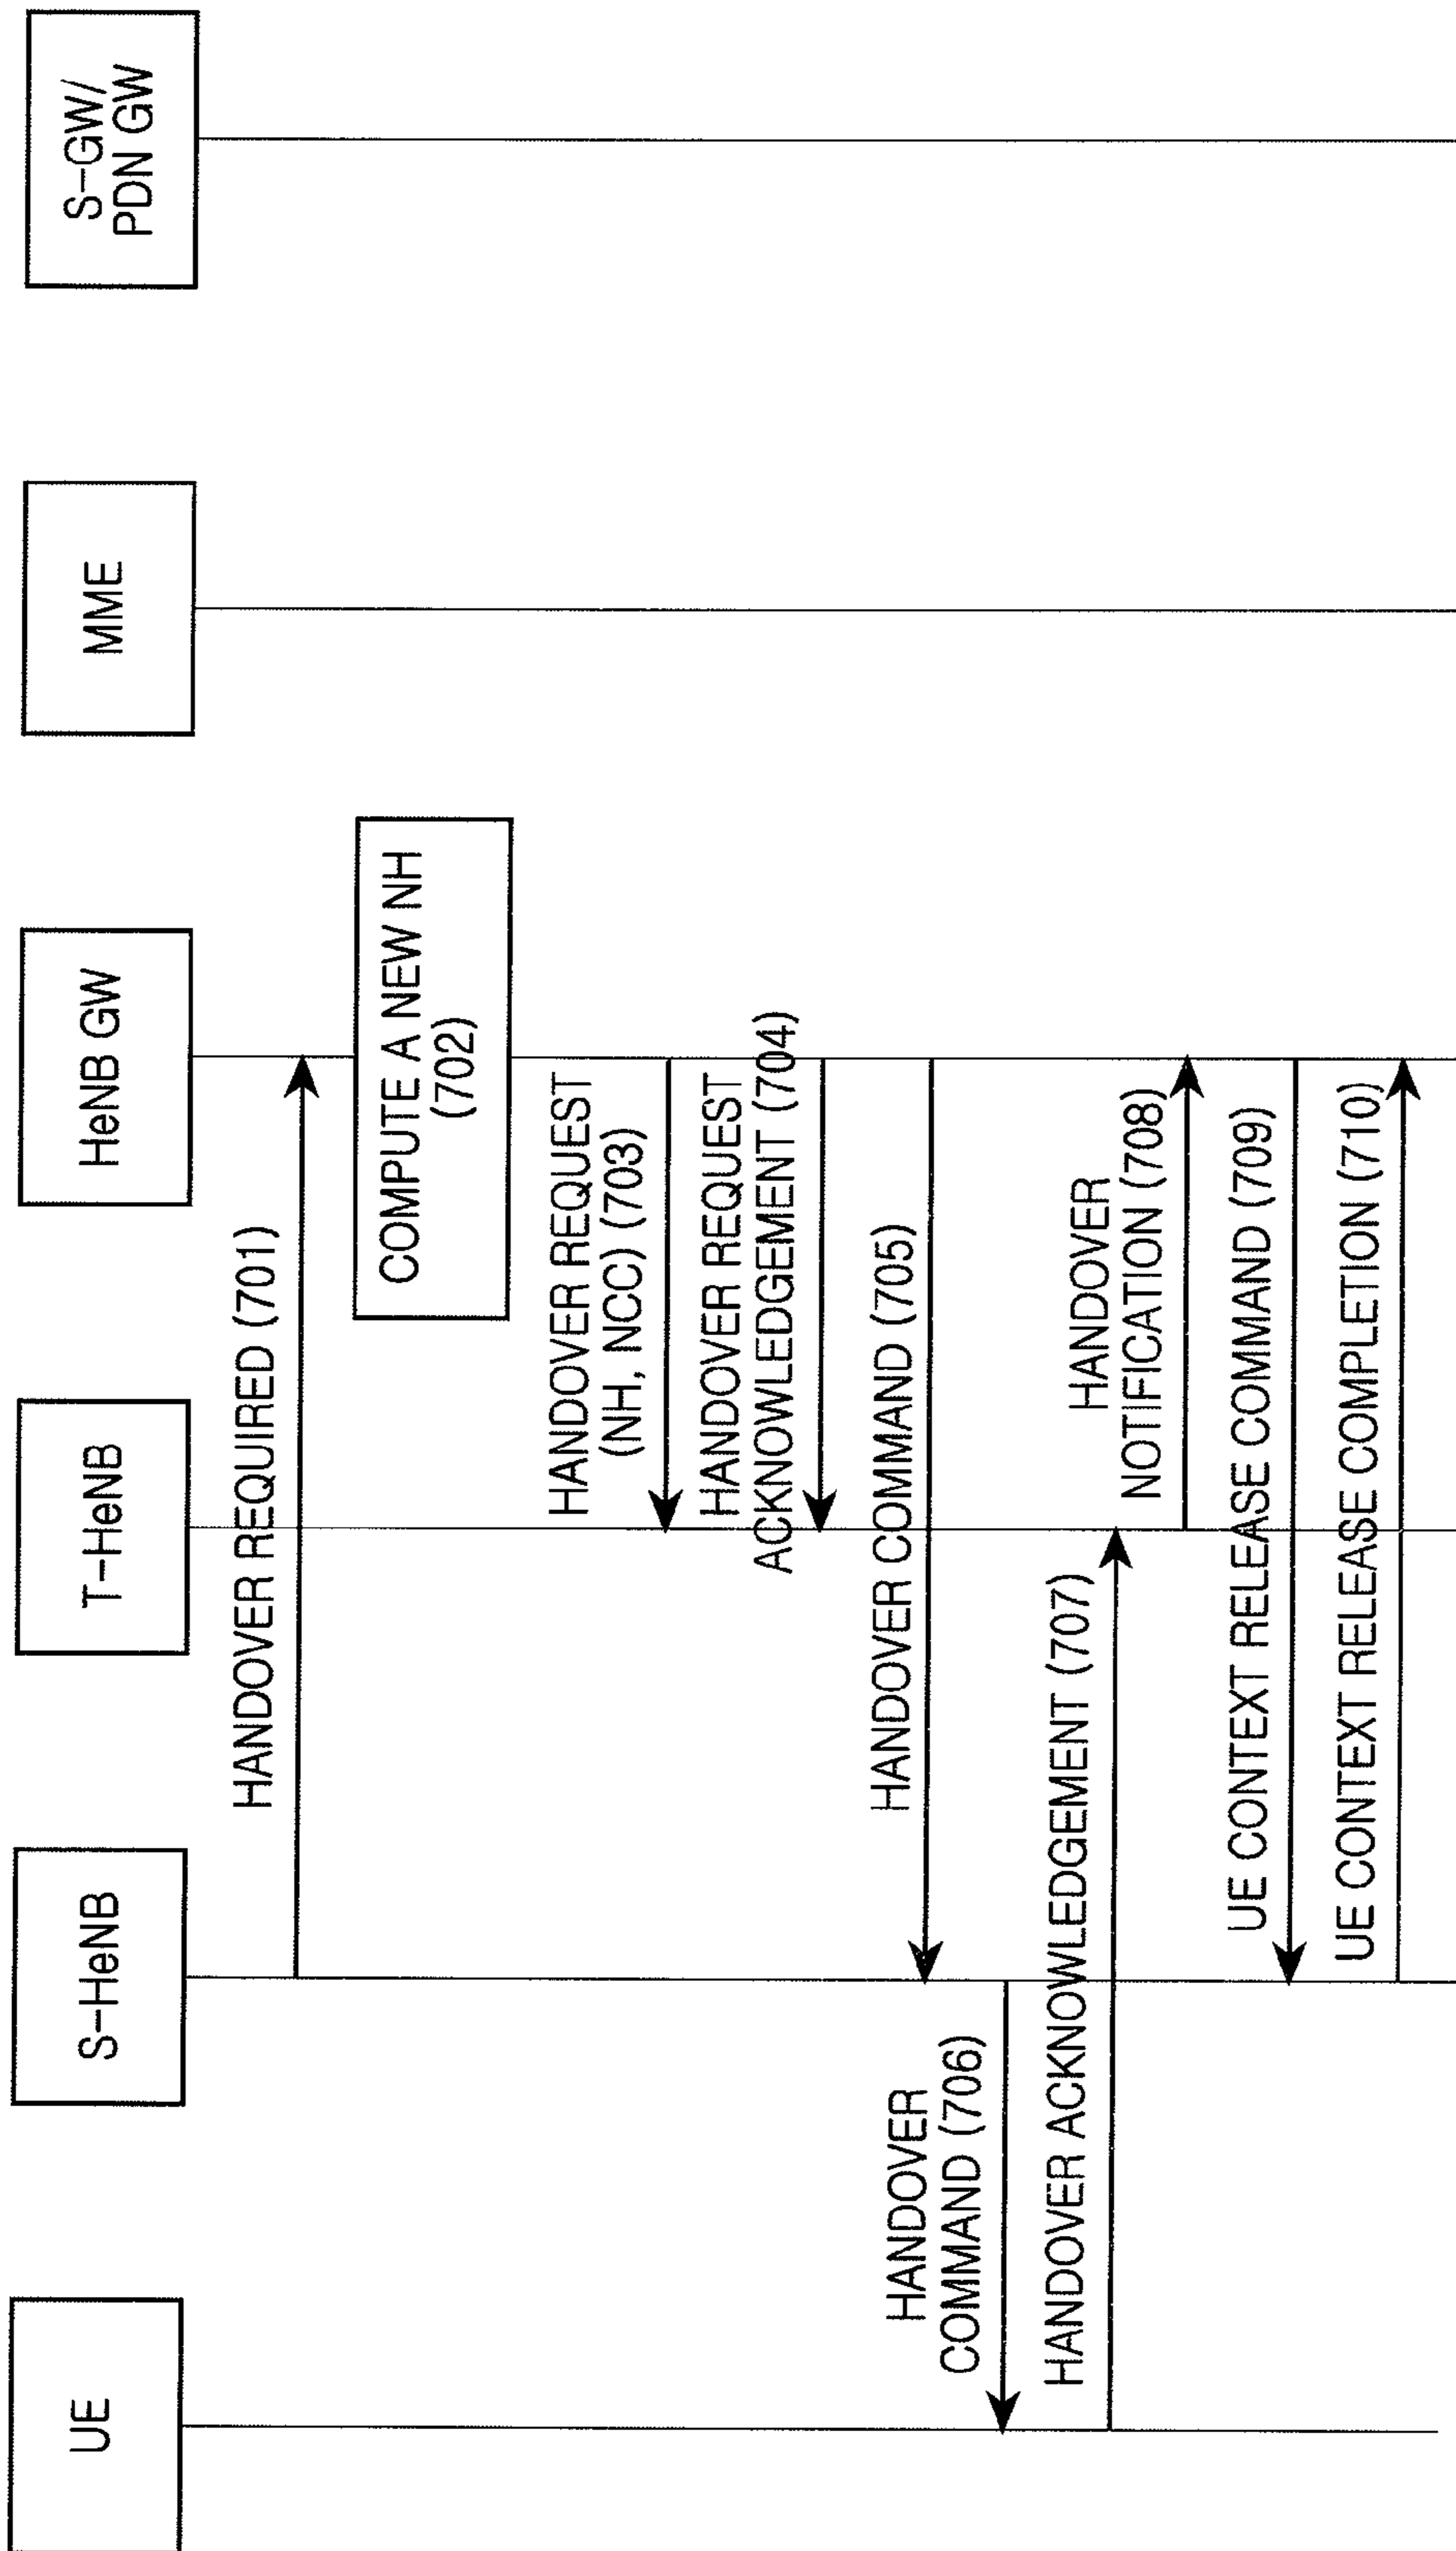 UE
S-HeNB
T-HeNB
HeNB GW
MME
S-GW/
PDN GW
HANDOVER REQUIRED (701)
COMPUTE A NEW NH
(702)
HANDOVER REQUEST
(NH, NCC) (703)
HANDOVER REQUEST
ACKNOWLEDGEMENT (704)
HANDOVER COMMAND (705)
HANDOVER
COMMAND (706)
HANDOVER ACKNOWLEDGEMENT (707)
HANDOVER
NOTIFICATION (708)
UE CONTEXT RELEASE COMMAND (709)
UE CONTEXT RELEASE COMPLETION (710)